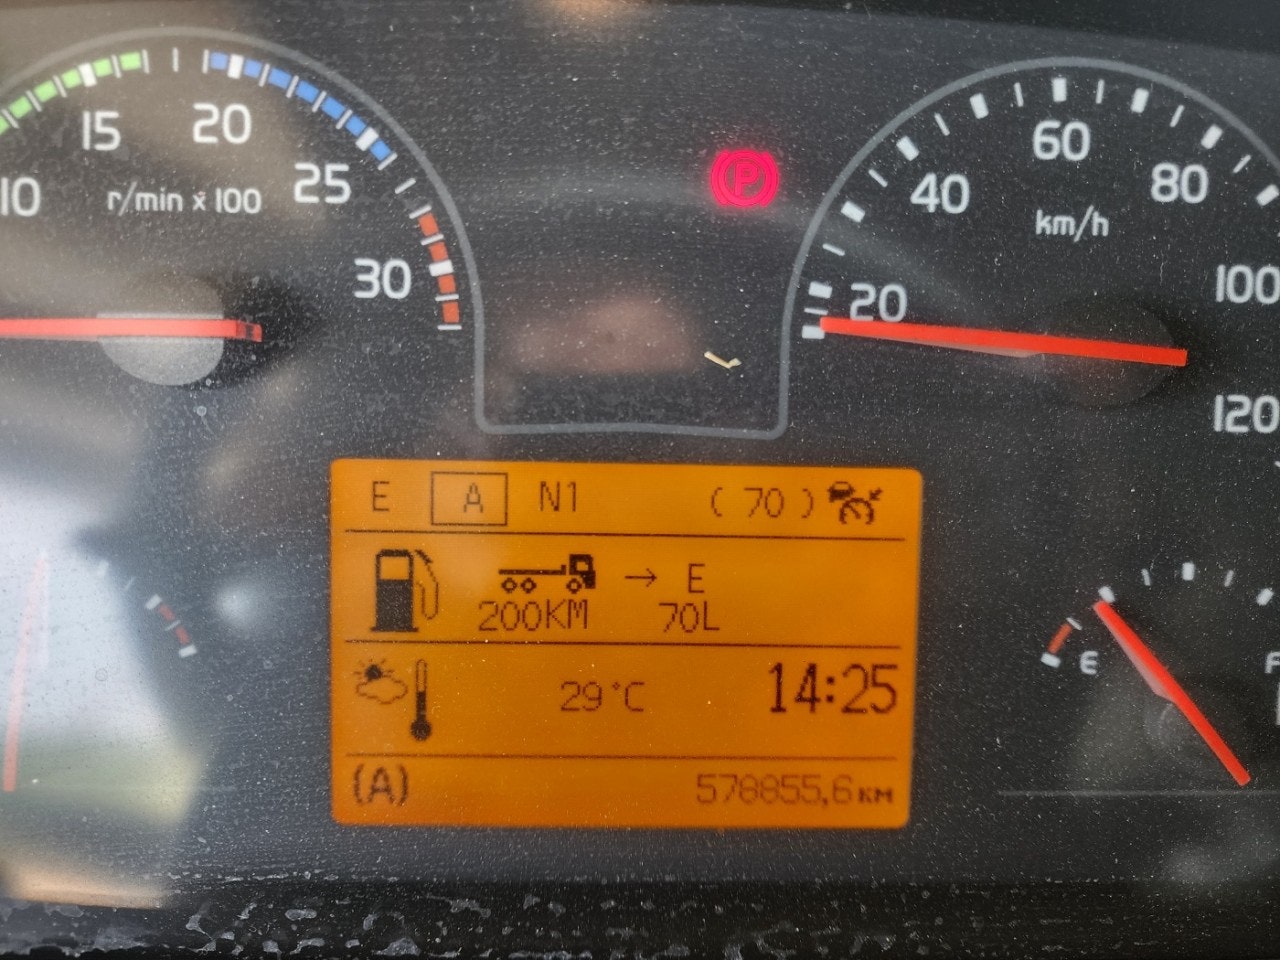 10 15 20 25 30
r/min x 100
P
20 40 60 80 100 120
km/h
E A N1 (70)
→ E
200KM 70L
29°C 14:25
(A) 578855,6 км
E